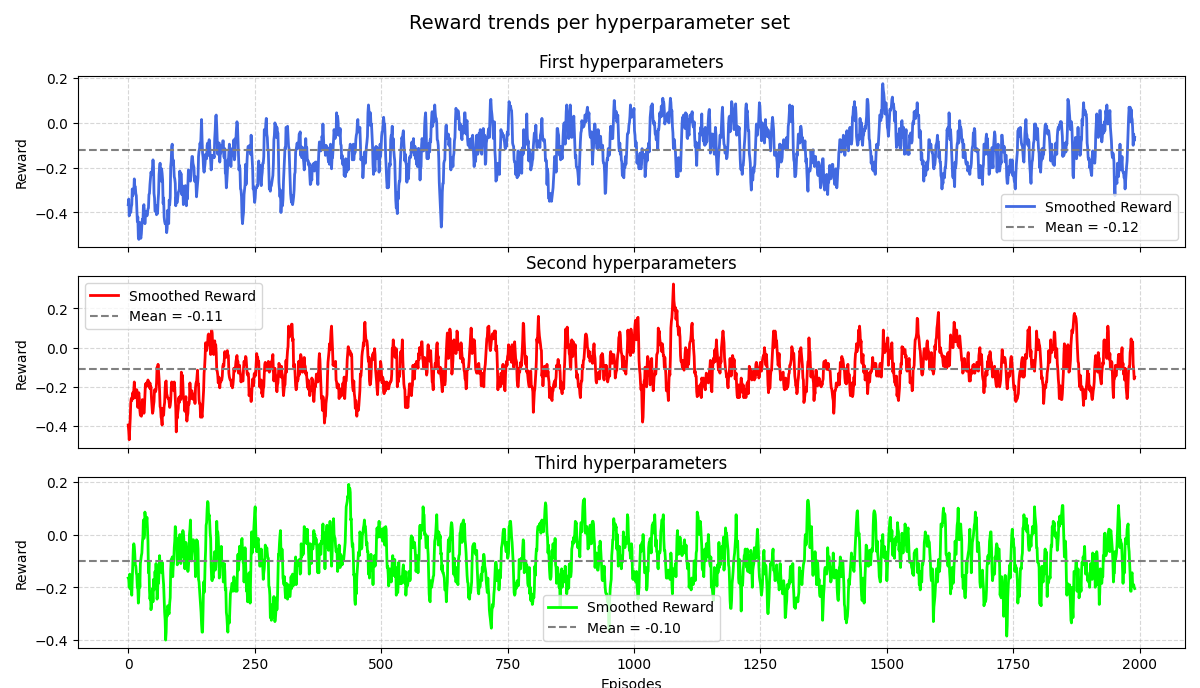 Reward trends per hyperparameter set
First hyperparameters
0.2
0.0
−0.2
−0.4
Reward
Smoothed Reward
Mean = -0.12
Second hyperparameters
0.2
0.0
−0.2
−0.4
Reward
Smoothed Reward
Mean = -0.11
Third hyperparameters
0.2
0.0
−0.2
−0.4
Reward
Smoothed Reward
Mean = -0.10
0 250 500 750 1000 1250 1500 1750 2000
Episodes